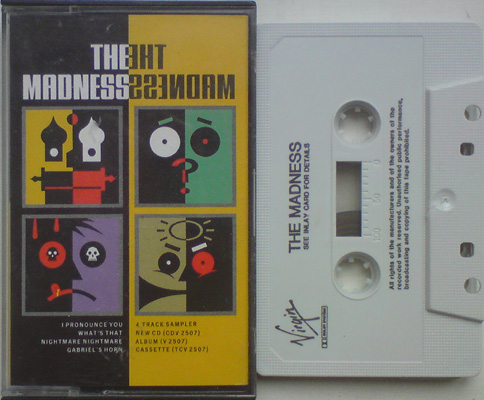 THE THE
MADNESS MADNESS
I PRONOUNCE YOU
WHAT'S THAT
NIGHTMARE NIGHTMARE
GABRIEL'S HORN
4 TRACK SAMPLER
NEW CD (CDV 2507)
ALBUM (V 2507)
CASSETTE (TCV 2507)
THE MADNESS
SEE INLAY CARD FOR DETAILS
All rights of the manufacturers and of the owners of the
recorded work reserved. Unauthorised public performance,
broadcasting and copying of this tape prohibited.
Virgin